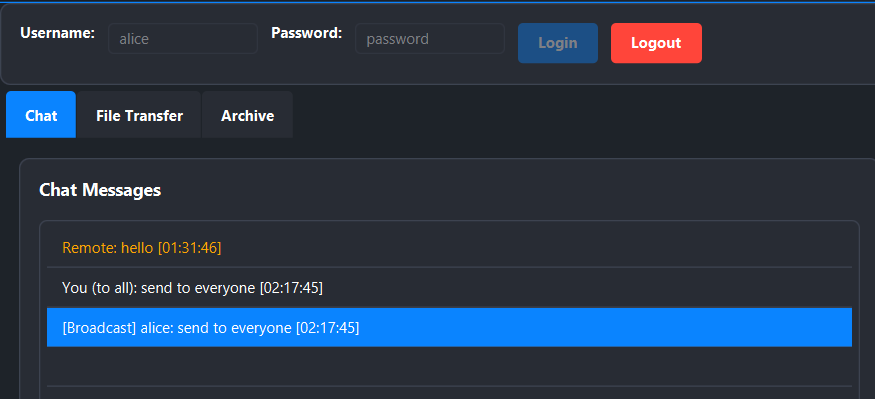 Username: alice Password: password Login Logout
Chat File Transfer Archive
Chat Messages
Remote: hello [01:31:46]
You (to all): send to everyone [02:17:45]
[Broadcast] alice: send to everyone [02:17:45]